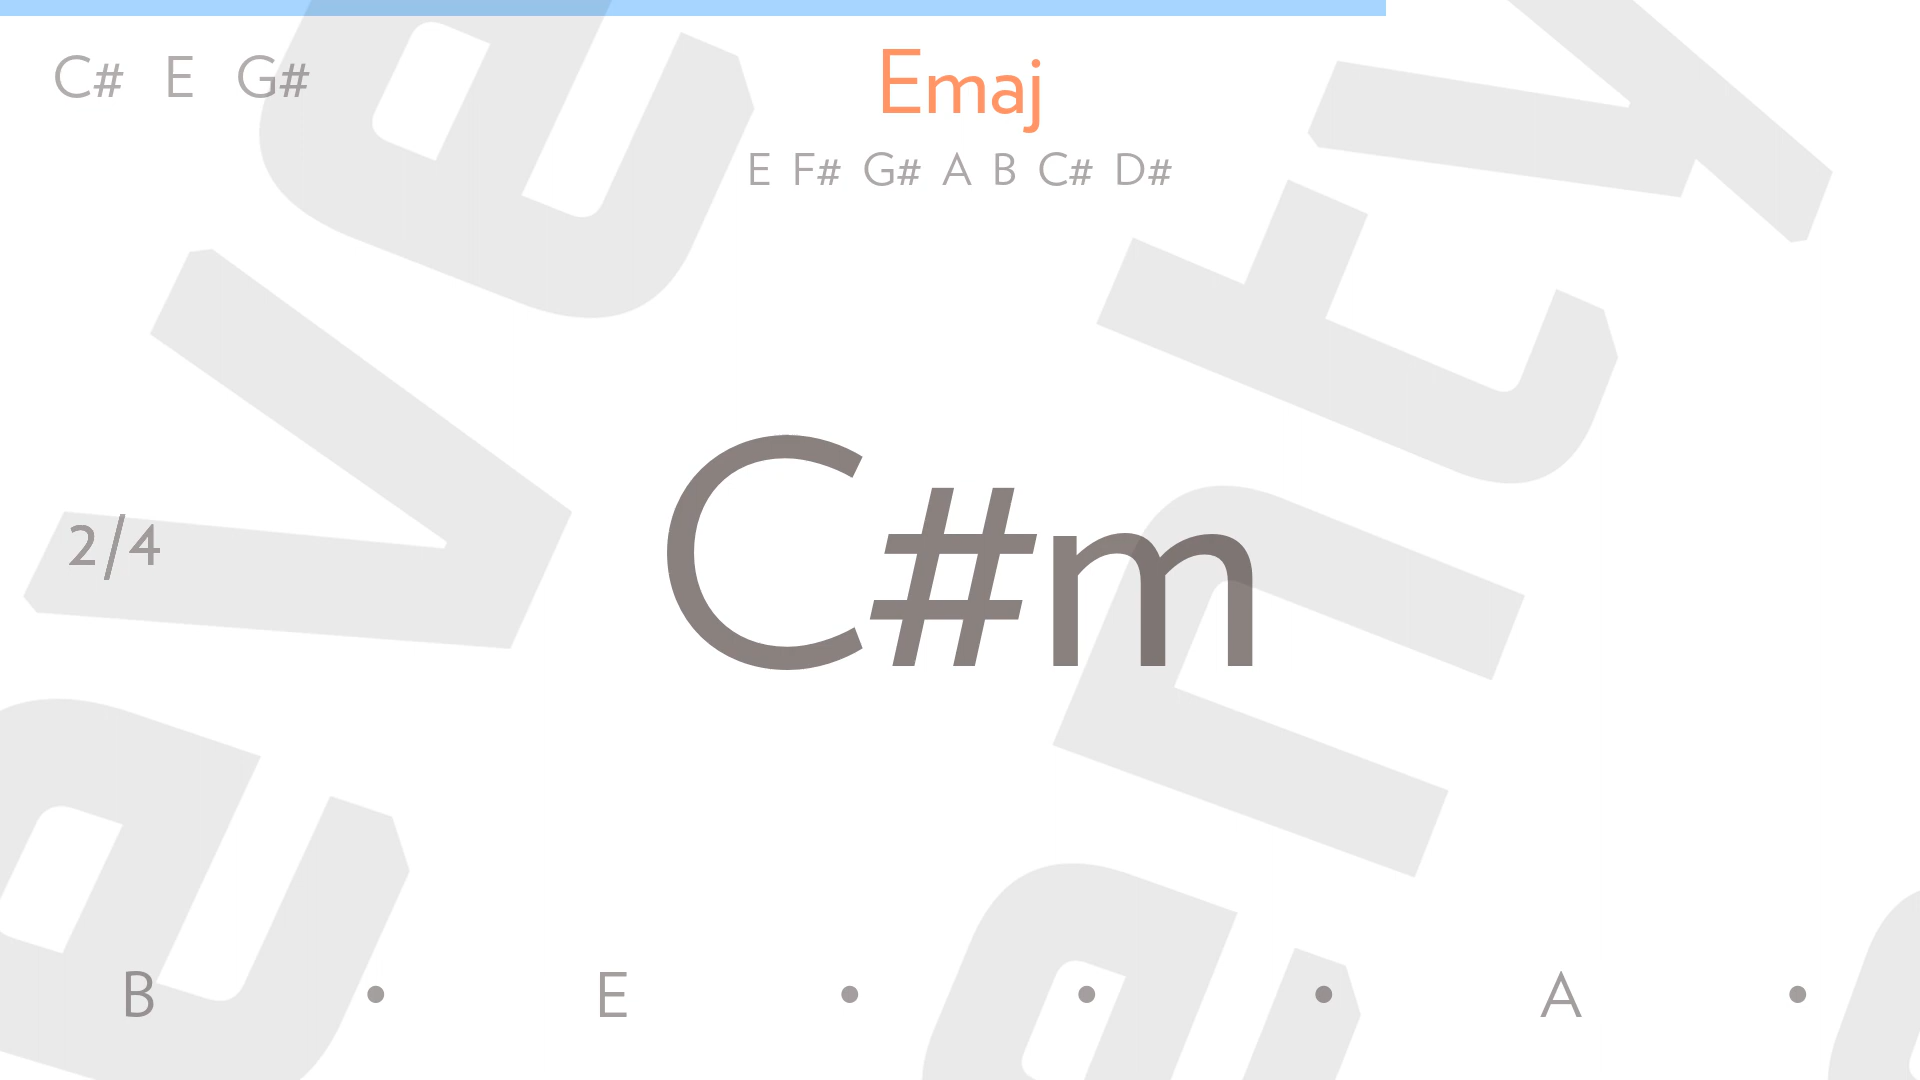 C# E G#
Emaj
E F# G# A B C# D#
2/4
C#m
B • E • • • A •